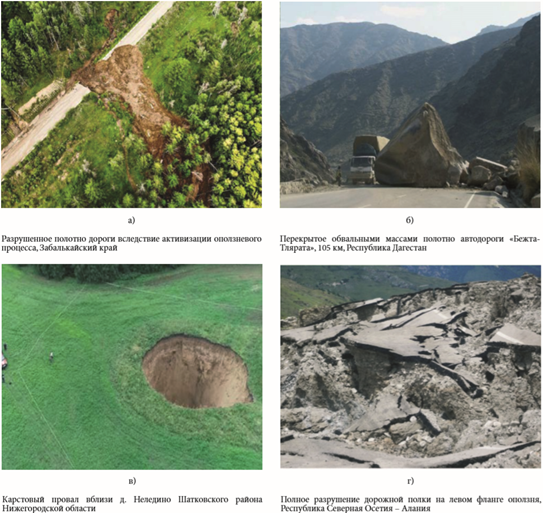 а)
б)
Разрушенное полотно дороги вследствие активизации оползневого
процесса, Забалькайский край
Перекрытое обвальными массами полотно автодороги «Бежта-
Тлярата», 105 км, Республика Дагестан
в)
г)
Карстовый провал вблизи д. Неледино Шатковского района
Нижегородской области
Полное разрушение дорожной полки на левом фланге оползня,
Республика Северная Осетия – Алания